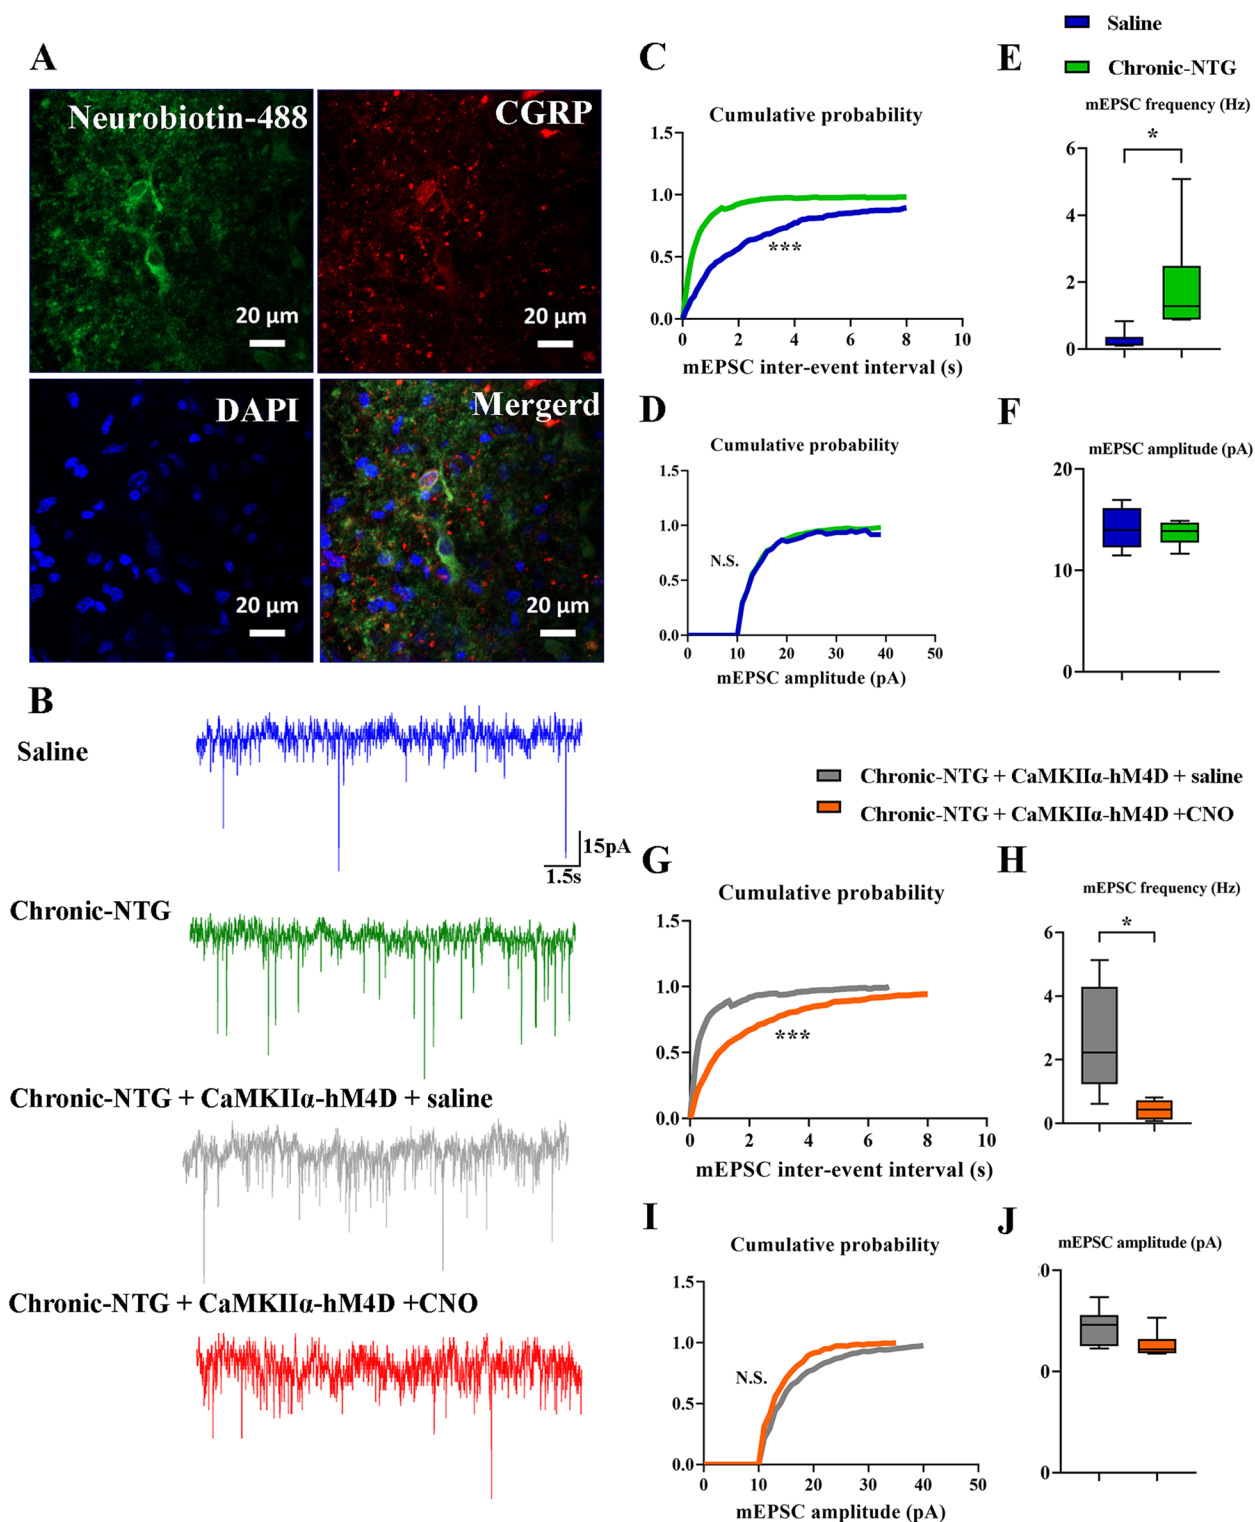 A
Neurobiotin-488
20 µm
CGRP
20 µm
DAPI
20 µm
Mergerd
20 µm
B
Saline
15pA
1.5s
Chronic-NTG
Chronic-NTG + CaMKIIα-hM4D + saline
Chronic-NTG + CaMKIIα-hM4D +CNO
Saline
Chronic-NTG
C
Cumulative probability
1.5
1.0
0.5
0.0
***
0 2 4 6 8 10
mEPSC inter-event interval (s)
E
mEPSC frequency (Hz)
*
6
4
2
0
D
Cumulative probability
1.5
1.0
0.5
0.0
N.S.
0 10 20 30 40 50
mEPSC amplitude (pA)
F
mEPSC amplitude (pA)
20
10
0
Chronic-NTG + CaMKIIα-hM4D + saline
Chronic-NTG + CaMKIIα-hM4D +CNO
G
Cumulative probability
1.5
1.0
0.5
0.0
***
0 2 4 6 8 10
mEPSC inter-event interval (s)
H
mEPSC frequency (Hz)
*
6
4
2
0
I
Cumulative probability
1.5
1.0
0.5
0.0
N.S.
0 10 20 30 40 50
mEPSC amplitude (pA)
J
mEPSC amplitude (pA)
0
0
0